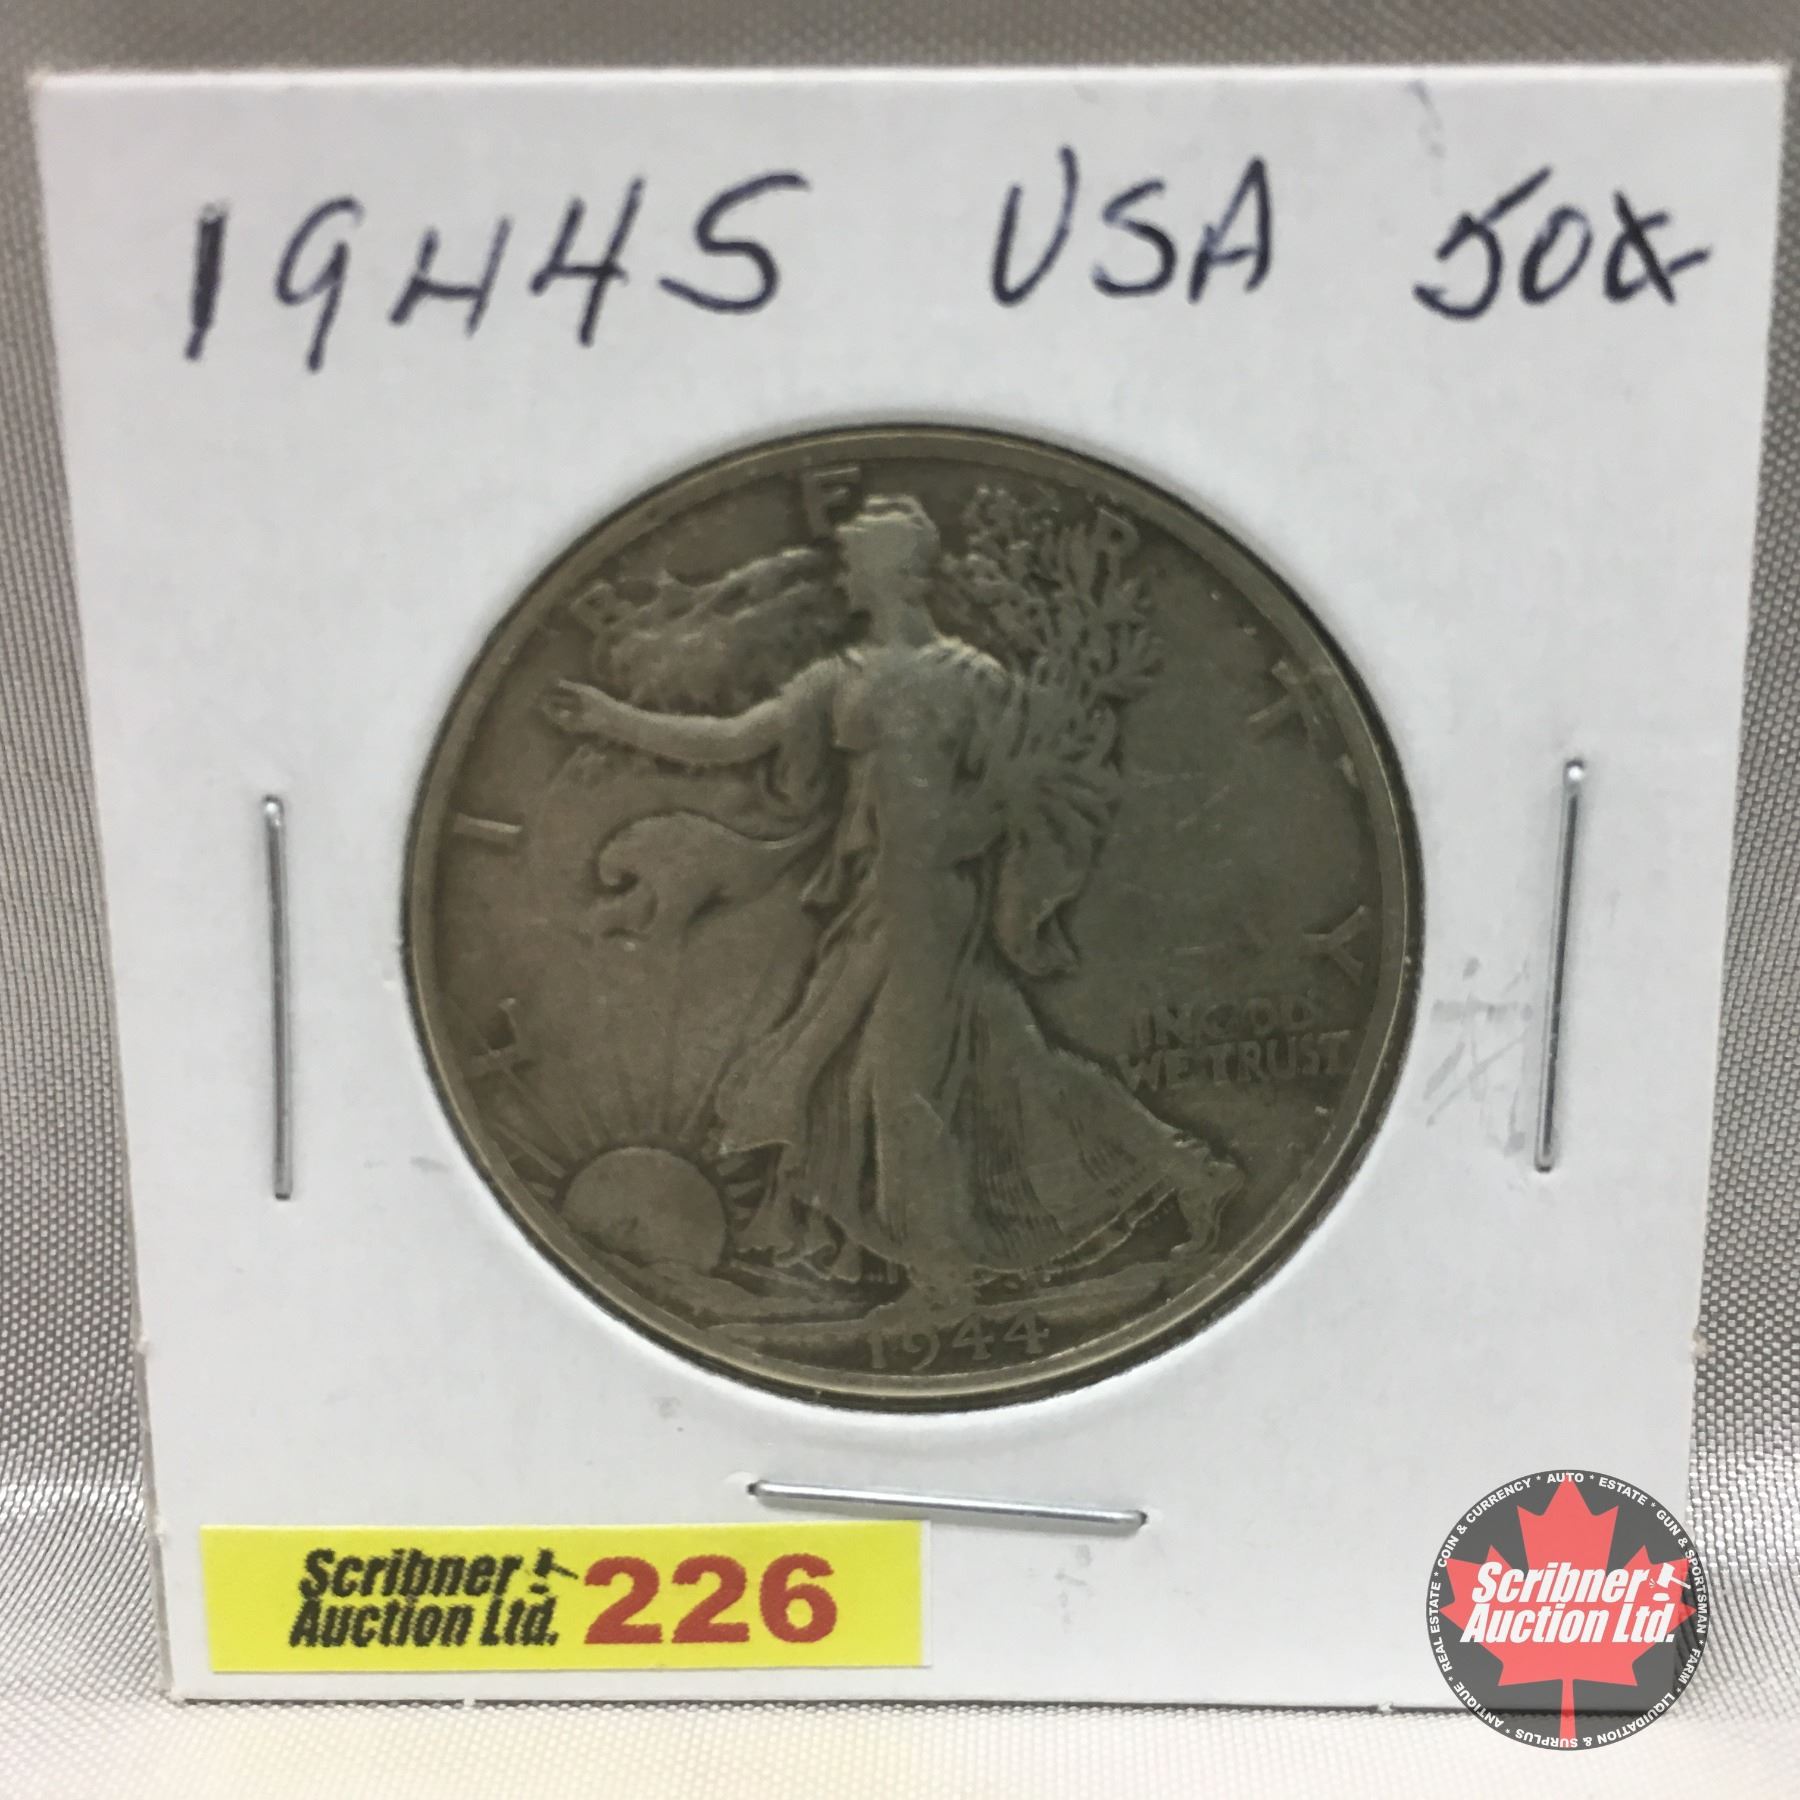 1944S USA 50¢
LIBERTY
IN GOD
WE TRUST
1944
Scribner
Auction Ltd. 226
COIN & CURRENCY * AUTO * ESTATE * GUN & SPORTSMAN * FARM * LIQUIDATION & SURPLUS * ANTIQUE * REAL ESTATE *
Scribner
Auction Ltd.